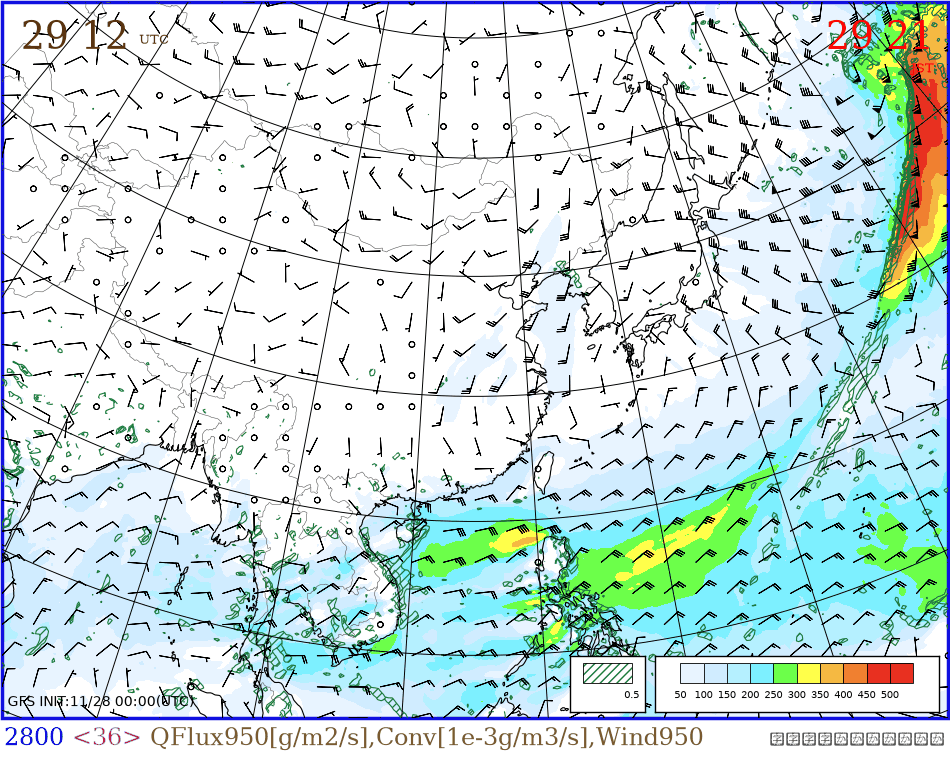 29 12 UTC
29 21
ST
0.5
50 100 150 200 250 300 350 400 450 500
GFS INIT:11/28 00:00(UTC)
2800 <36> QFlux950[g/m2/s],Conv[1e-3g/m3/s],Wind950